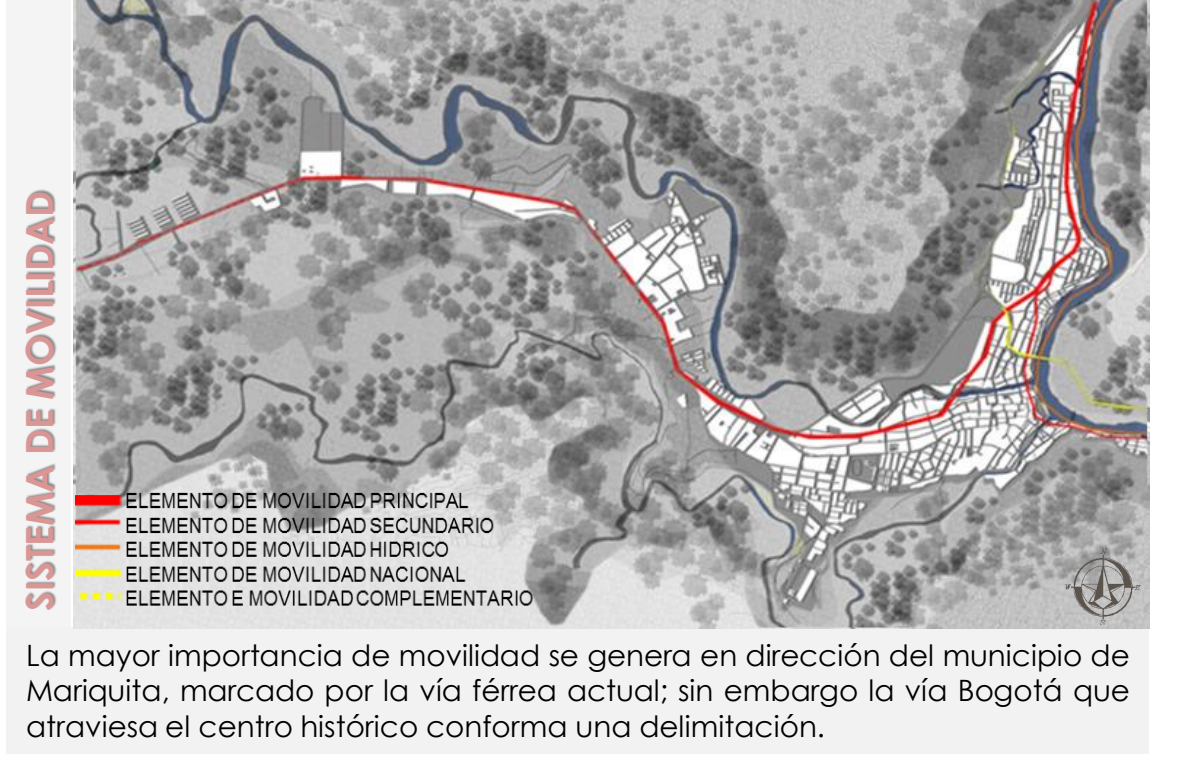 SISTEMA DE MOVILIDAD
ELEMENTO DE MOVILIDAD PRINCIPAL
ELEMENTO DE MOVILIDAD SECUNDARIO
ELEMENTO DE MOVILIDAD HIDRICO
ELEMENTO DE MOVILIDAD NACIONAL
ELEMENTO E MOVILIDAD COMPLEMENTARIO
La mayor importancia de movilidad se genera en dirección del municipio de
Mariquita, marcado por la vía férrea actual; sin embargo la vía Bogotá que
atraviesa el centro histórico conforma una delimitación.